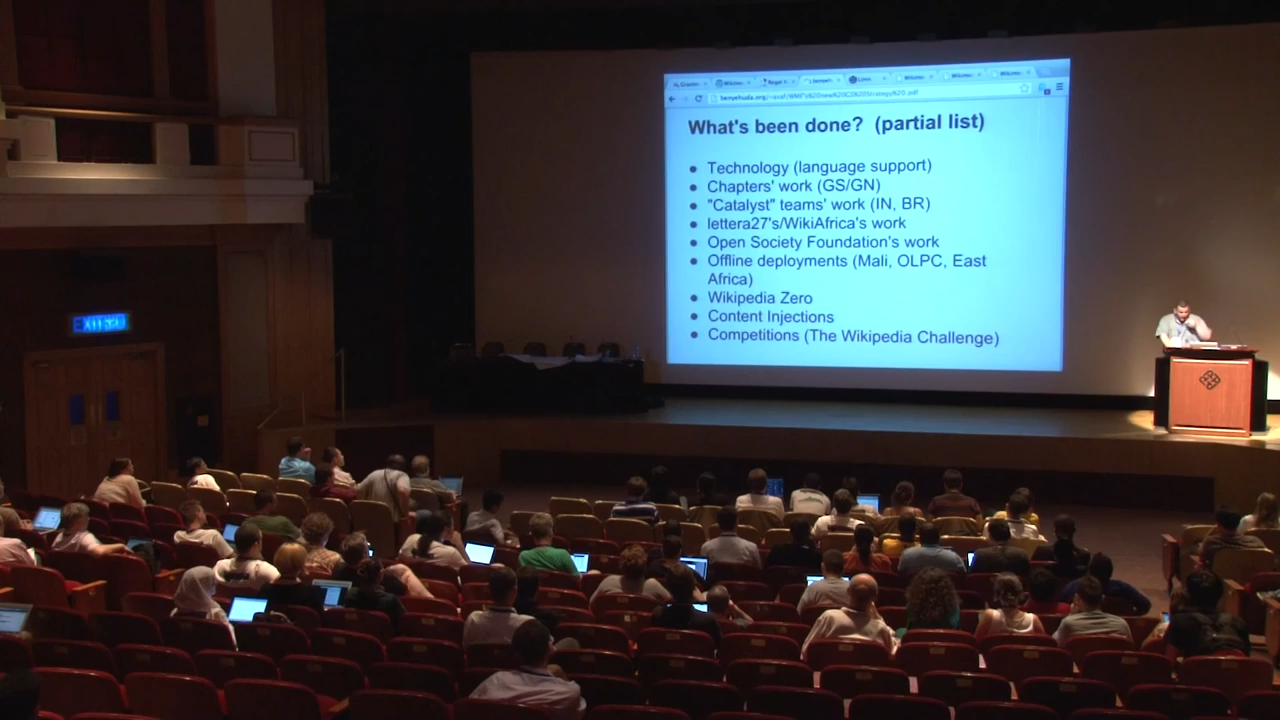 What's been done? (partial list)
● Technology (language support)
● Chapters' work (GS/GN)
● "Catalyst" teams' work (IN, BR)
● lettera27's/WikiAfrica's work
● Open Society Foundation's work
● Offline deployments (Mali, OLPC, East
Africa)
● Wikipedia Zero
● Content Injections
● Competitions (The Wikipedia Challenge)
EXIT